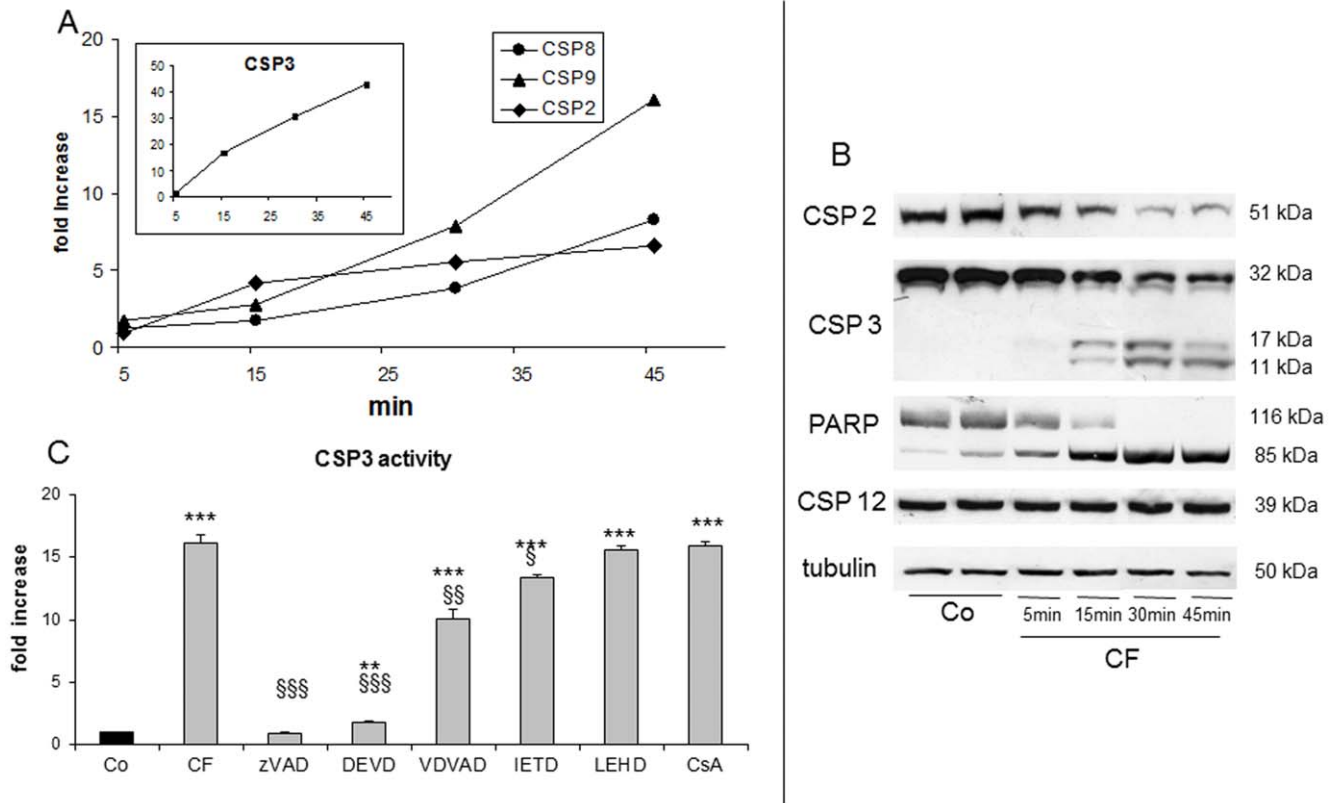 A
20
15
10
5
0
fold Increase
5 15 25 35 45
min
CSP3
50
40
30
20
10
0
5 15 25 35 45
CSP8
CSP9
CSP2
C
CSP3 activity
20
15
10
5
0
fold increase
***
§§§
**
§§§
***
§§
***
§
***
***
Co CF zVAD DEVD VDVAD IETD LEHD CsA
B
CSP 2 51 kDa
CSP 3 32 kDa
17 kDa
11 kDa
PARP 116 kDa
85 kDa
CSP 12 39 kDa
tubulin 50 kDa
Co 5min 15min 30min 45min
CF